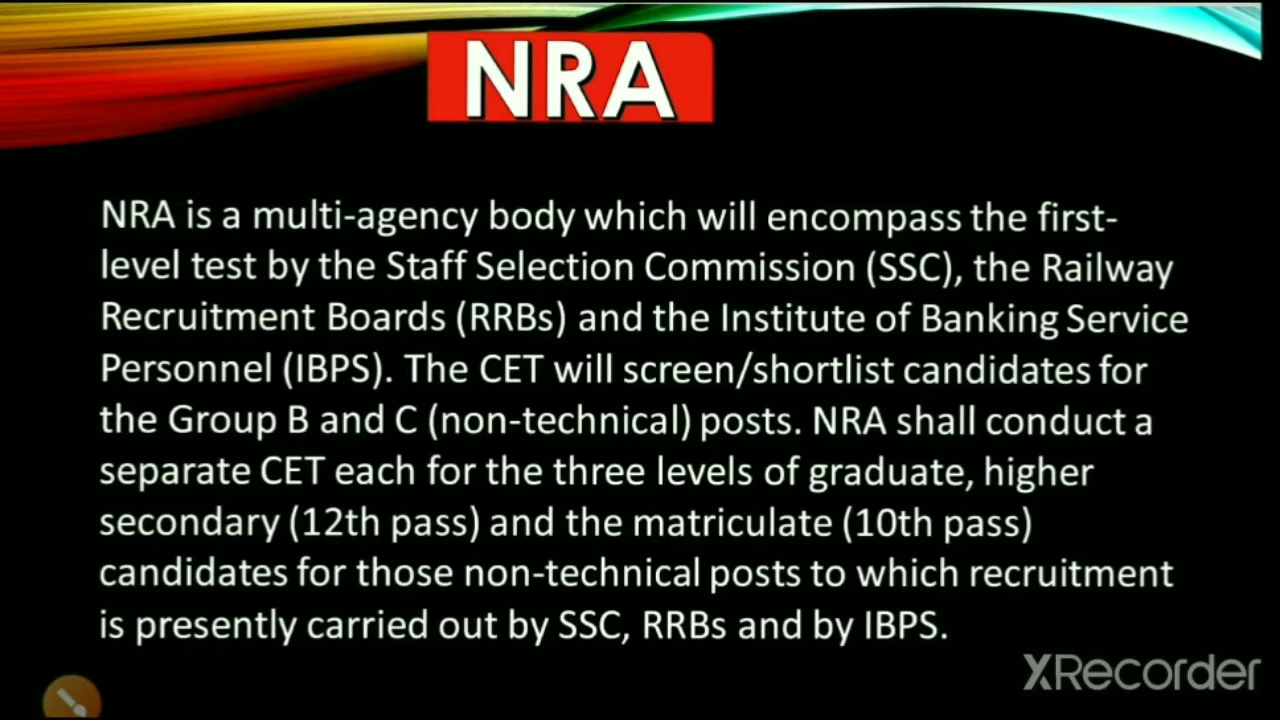 NRA
NRA is a multi-agency body which will encompass the first-
level test by the Staff Selection Commission (SSC), the Railway
Recruitment Boards (RRBs) and the Institute of Banking Service
Personnel (IBPS). The CET will screen/shortlist candidates for
the Group B and C (non-technical) posts. NRA shall conduct a
separate CET each for the three levels of graduate, higher
secondary (12th pass) and the matriculate (10th pass)
candidates for those non-technical posts to which recruitment
is presently carried out by SSC, RRBs and by IBPS.
XRecorder